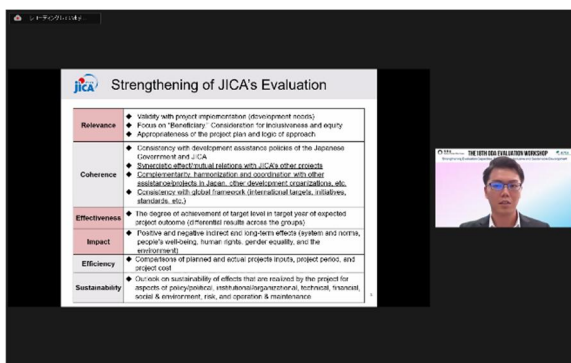 JICA
Strengthening of JICA's Evaluation
Relevance
◆ Validity with project implementation (development needs)
◆ Focus on "Beneficiary," Consideration for inclusiveness and equity
◆ Appropriateness of the project plan and logic of approach
Coherence
◆ Consistency with development assistance policies of the Japanese
Government and JICA
◆ Synergistic effect/mutual relations with JICA's other projects
◆ Complementarity, harmonization and coordination with other
assistance/projects in Japan, other development organizations, etc.
◆ Consistency with global framework (international targets, initiatives,
standards, etc.)
Effectiveness
◆ The degree of achievement of target level in target year of expected
project outcome (differential results across the groups)
Impact
◆ Positive and negative indirect and long-term effects (system and norms,
people's well-being, human rights, gender equality, and the
environment)
Efficiency
◆ Comparisons of planned and actual projects inputs, project period, and
project cost
Sustainability
◆ Outlook on sustainability of effects that are realized by the project for
aspects of policy/political, institutional/organizational, technical, financial,
social & environment, risk, and operation & maintenance
THE 18TH ODA EVALUATION WORKSHOP